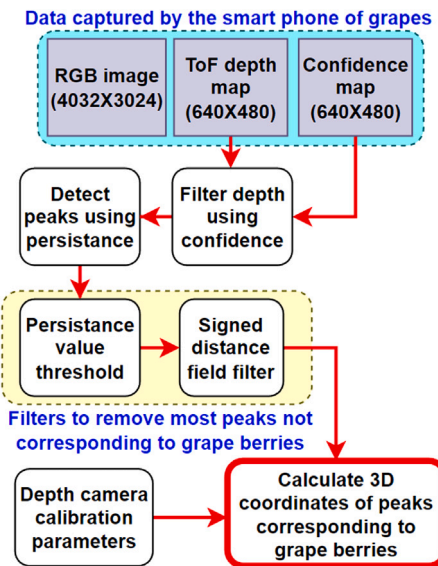 Data captured by the smart phone of grapes
RGB image
(4032X3024)
ToF depth
map
(640X480)
Confidence
map
(640X480)
Detect
peaks using
persistance
Filter depth
using
confidence
Persistance
value
threshold
Signed
distance
field filter
Filters to remove most peaks not
corresponding to grape berries
Depth camera
calibration
parameters
Calculate 3D
coordinates of peaks
corresponding to
grape berries